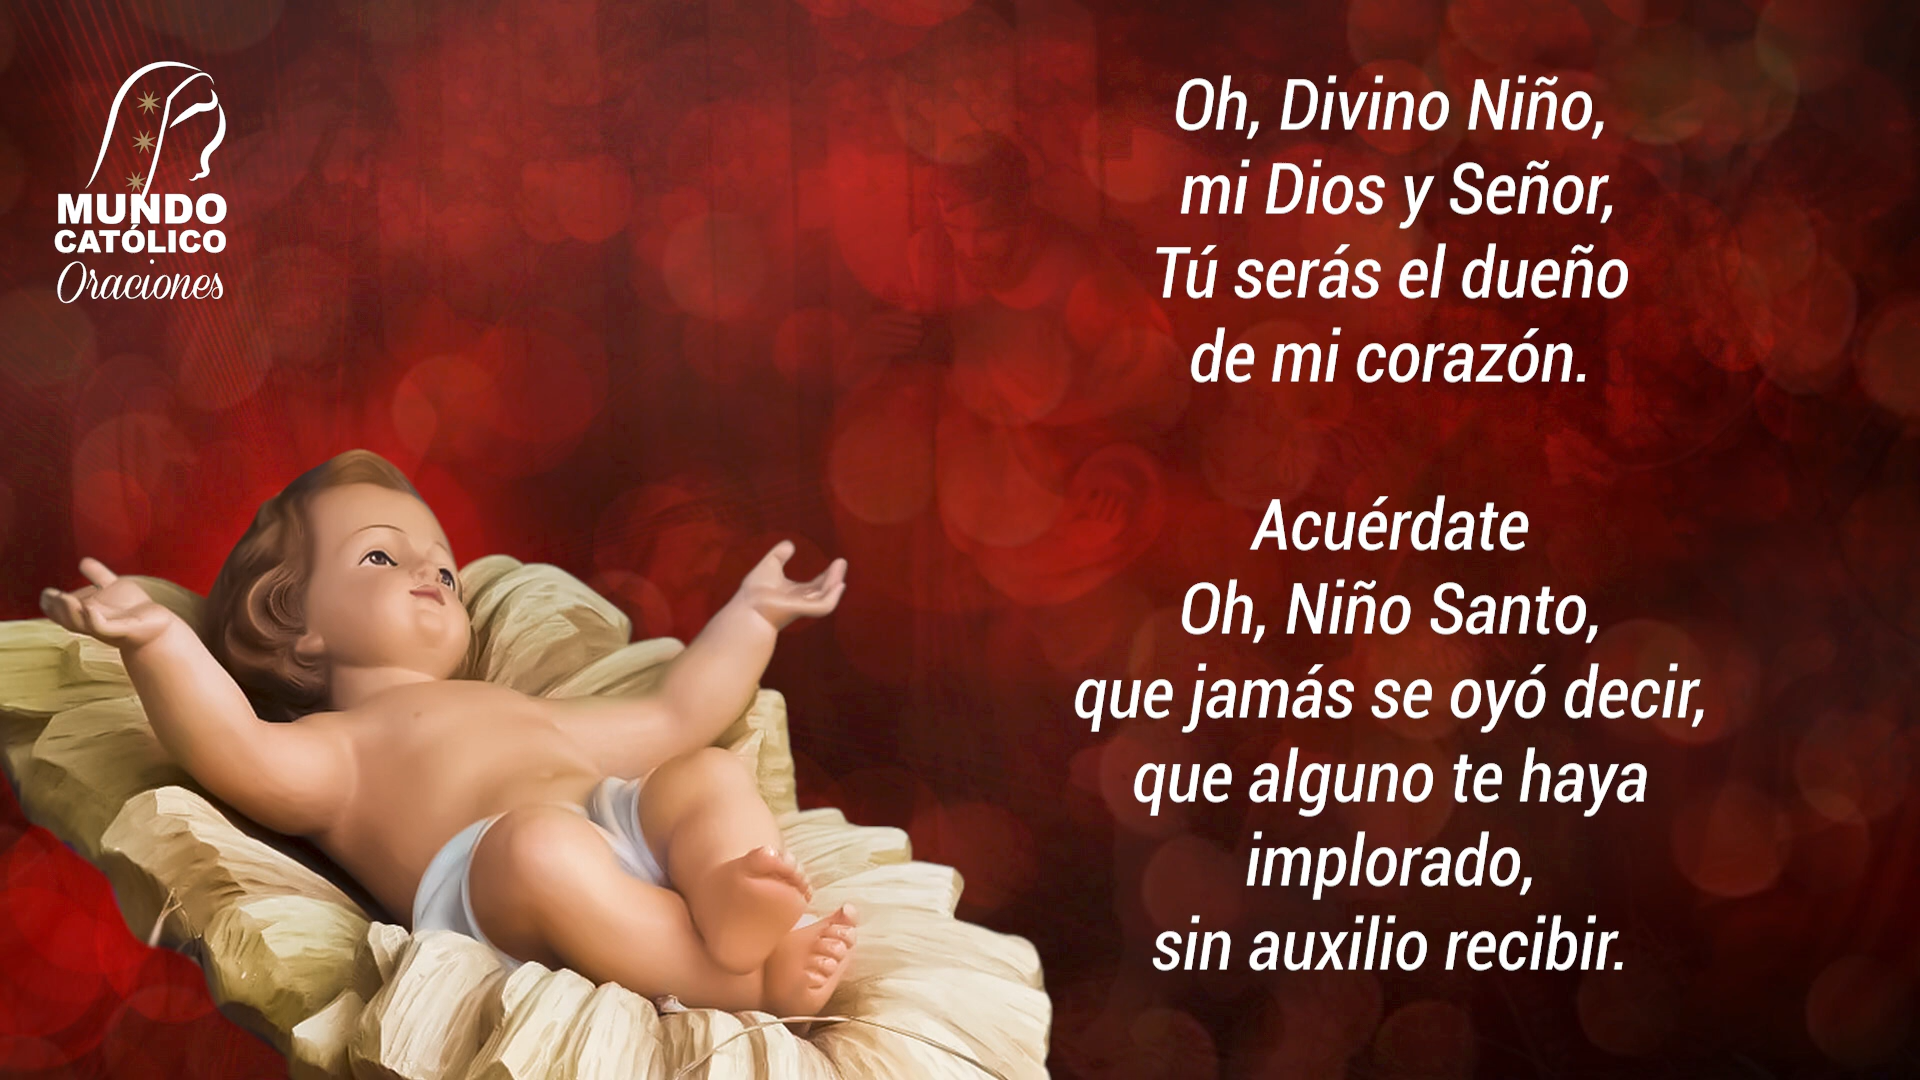 MUNDO
CATÓLICO
Oraciones
Oh, Divino Niño,
mi Dios y Señor,
Tú serás el dueño
de mi corazón.
Acuérdate
Oh, Niño Santo,
que jamás se oyó decir,
que alguno te haya
implorado,
sin auxilio recibir.